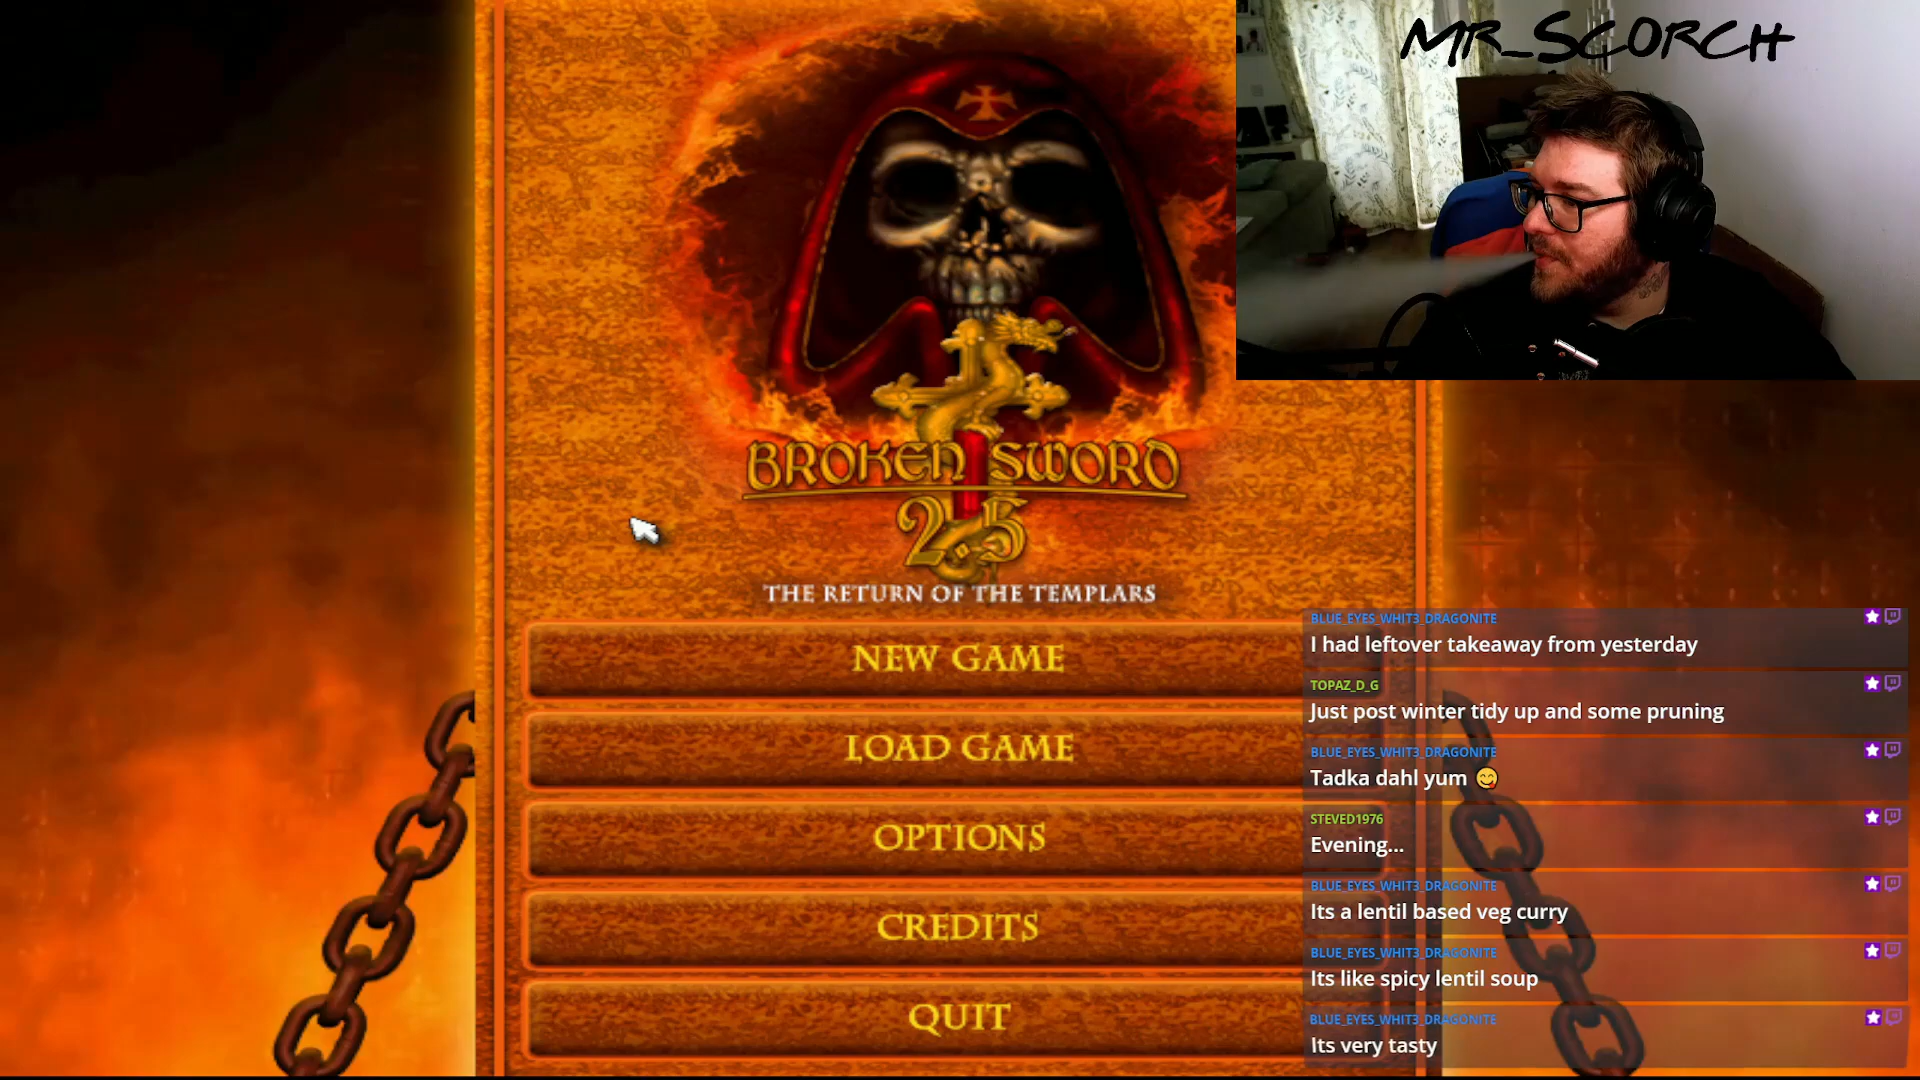 MR_SCORCH
BROKEN SWORD
2.5
THE RETURN OF THE TEMPLARS
NEW GAME
LOAD GAME
OPTIONS
CREDITS
QUIT
BLUE_EYES_WHIT3_DRAGONITE
I had leftover takeaway from yesterday
TOPAZ_D_G
Just post winter tidy up and some pruning
BLUE_EYES_WHIT3_DRAGONITE
Tadka dahl yum 😋
STEVED1976
Evening...
BLUE_EYES_WHIT3_DRAGONITE
Its a lentil based veg curry
BLUE_EYES_WHIT3_DRAGONITE
Its like spicy lentil soup
BLUE_EYES_WHIT3_DRAGONITE
Its very tasty